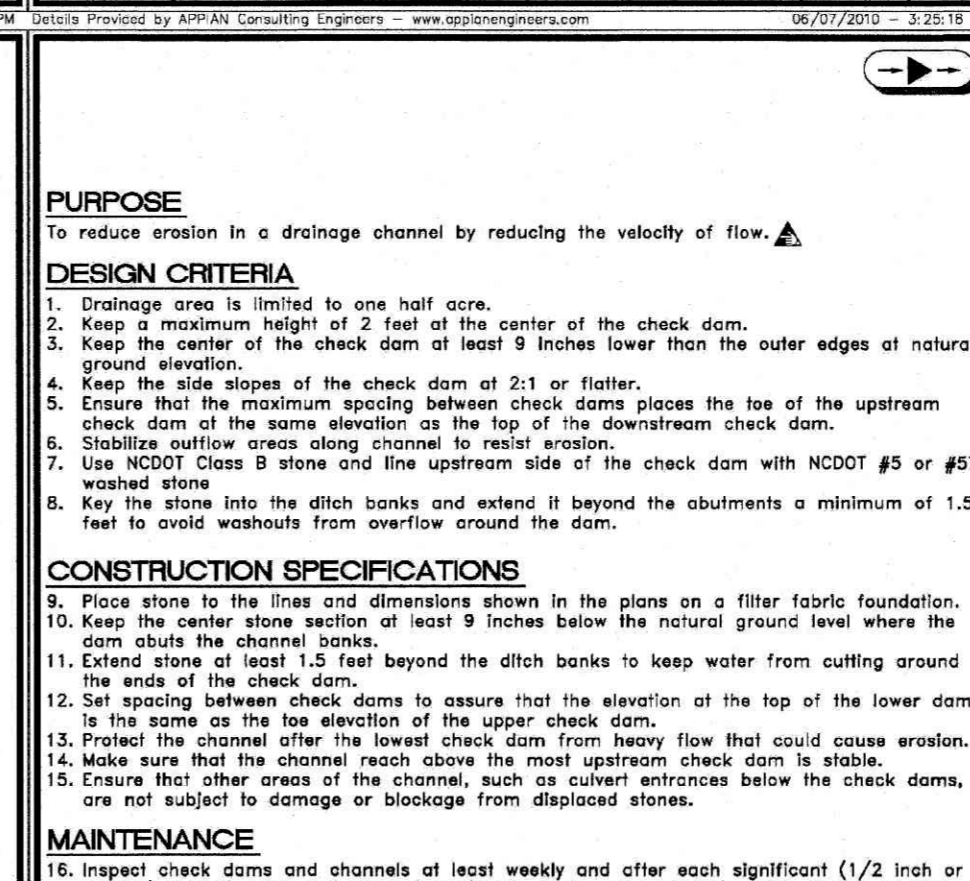 PM Details Provided by APPIAN Consulting Engineers – www.appianengineers.com 06/07/2010 – 3:25:18
PURPOSE
To reduce erosion in a drainage channel by reducing the velocity of flow.
DESIGN CRITERIA
1. Drainage area is limited to one half acre.
2. Keep a maximum height of 2 feet at the center of the check dam.
3. Keep the center of the check dam at least 9 inches lower than the outer edges at natura
ground elevation.
4. Keep the side slopes of the check dam at 2:1 or flatter.
5. Ensure that the maximum spacing between check dams places the toe of the upstream
check dam at the same elevation as the top of the downstream check dam.
6. Stabilize outflow areas along channel to resist erosion.
7. Use NCDOT Class B stone and line upstream side of the check dam with NCDOT #5 or #5
washed stone
8. Key the stone into the ditch banks and extend it beyond the abutments a minimum of 1.5
feet to avoid washouts from overflow around the dam.
CONSTRUCTION SPECIFICATIONS
9. Place stone to the lines and dimensions shown in the plans on a filter fabric foundation.
10. Keep the center stone section at least 9 inches below the natural ground level where the
dam abuts the channel banks.
11. Extend stone at least 1.5 feet beyond the ditch banks to keep water from cutting around
the ends of the check dam.
12. Set spacing between check dams to assure that the elevation at the top of the lower dam
is the same as the toe elevation of the upper check dam.
13. Protect the channel after the lowest check dam from heavy flow that could cause erosion.
14. Make sure that the channel reach above the most upstream check dam is stable.
15. Ensure that other areas of the channel, such as culvert entrances below the check dams,
are not subject to damage or blockage from displaced stones.
MAINTENANCE
16. Inspect check dams and channels at least weekly and after each significant (1/2 inch or